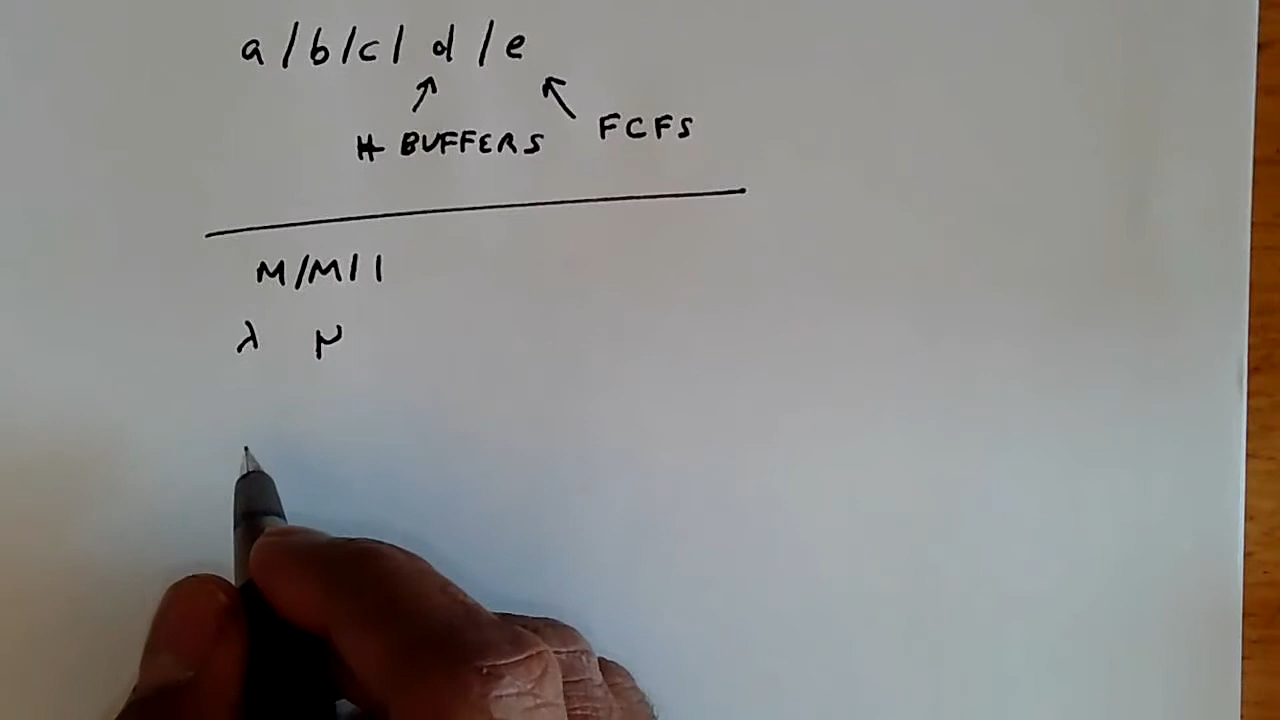 a/b/c/d/e
# BUFFERS FCFS
M/M/1
λ μ